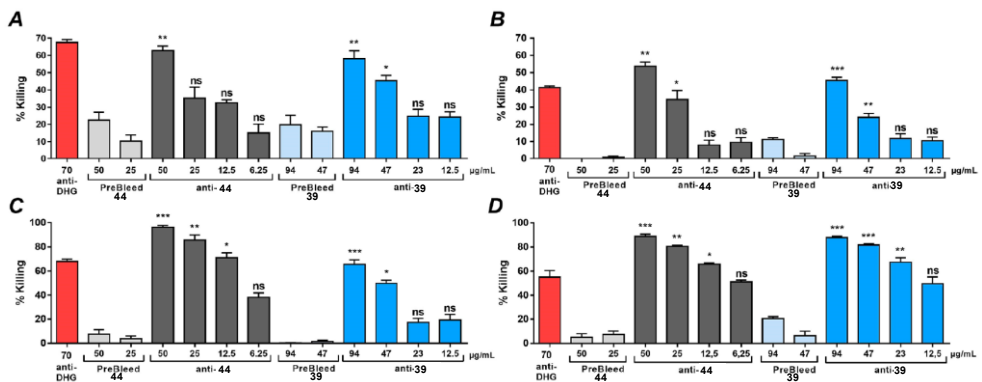 A
% Killing
70
60
50
40
30
20
10
0
** ns ns ns ** * ns ns
70 50 25 50 25 12.5 6.25 94 47 94 47 23 12.5 µg/mL
anti-DHG PreBleed 44 anti-44 PreBleed 39 anti-39
B
% Killing
70
60
50
40
30
20
10
0
** * ns ns *** ** ns ns
70 50 25 50 25 12.5 6.25 94 47 94 47 23 12.5 µg/mL
anti-DHG PreBleed 44 anti-44 PreBleed 39 anti-39
C
% Killing
100
80
60
40
20
0
*** ** * ns *** * ns ns
70 50 25 50 25 12.5 6.25 94 47 94 47 23 12.5 µg/mL
anti-DHG PreBleed 44 anti-44 PreBleed 39 anti-39
D
% Killing
100
80
60
40
20
0
*** ** * ns *** *** ** ns
70 50 25 50 25 12,5 6,25 94 47 94 47 23 12,5 µg/mL
anti-DHG PreBleed 44 anti-44 PreBleed 39 anti-39